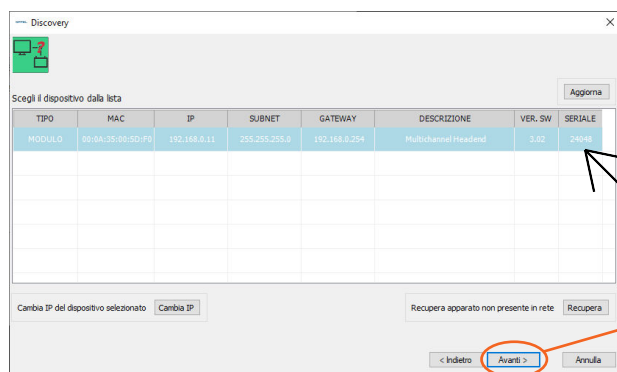 Discovery
Scegli il dispositivo dalla lista
Aggiorna
TIPO MAC IP SUBNET GATEWAY DESCRIZIONE VER. SW SERIALE
MODULO 00:0A:35:00:5D:F0 192.168.0.11 255.255.255.0 192.168.0.254 Multichannel Headend 3.02 24048
Cambia IP del dispositivo selezionato Cambia IP Recupera apparato non presente in rete Recupera
< Indietro Avanti > Annulla